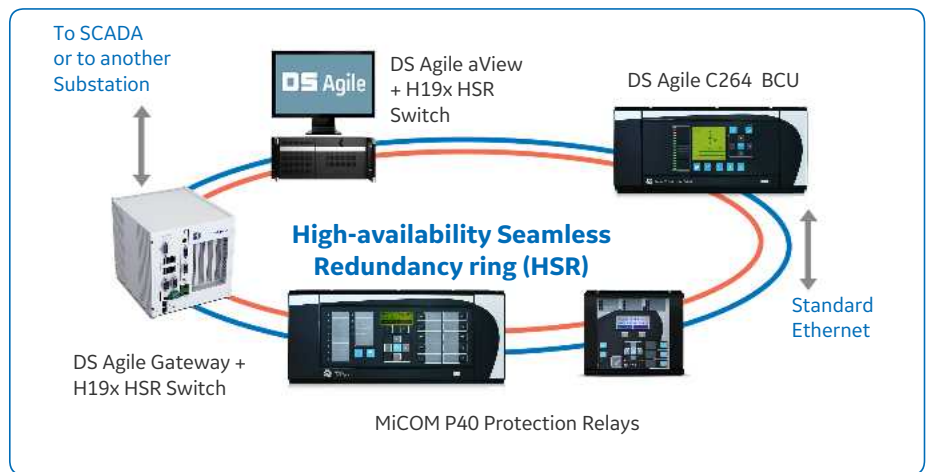 To SCADA
or to another
Substation
DS Agile
DS Agile aView
+ H19x HSR
Switch
DS Agile C264 BCU
High-availability Seamless
Redundancy ring (HSR)
Standard
Ethernet
DS Agile Gateway +
H19x HSR Switch
MiCOM P40 Protection Relays